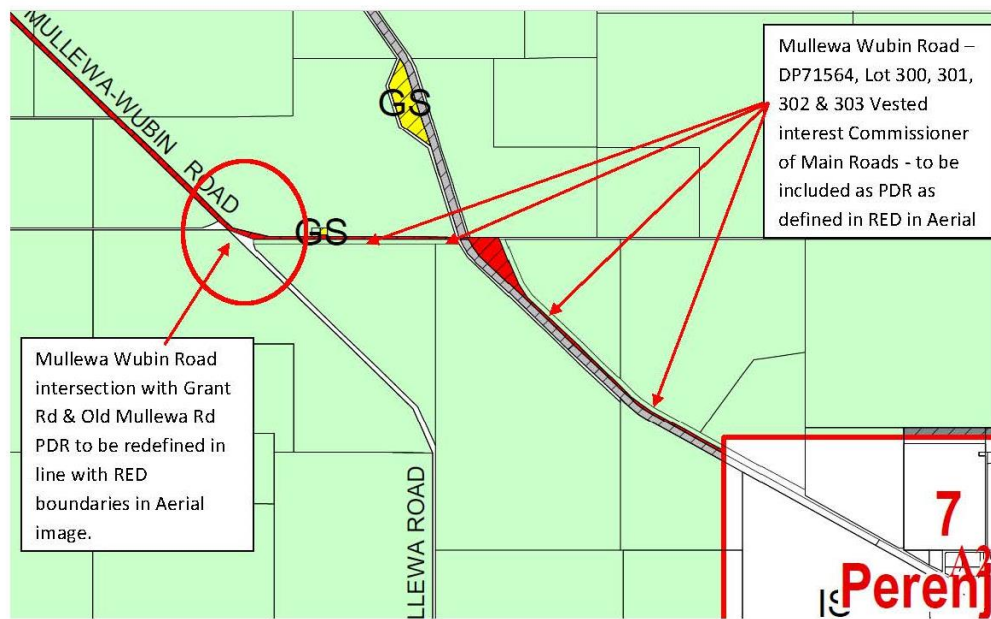 MULLEWA-WUBIN ROAD
GS
Mullewa Wubin Road –
DP71564, Lot 300, 301,
302 & 303 Vested
interest Commissioner
of Main Roads - to be
included as PDR as
defined in RED in Aerial
GS
Mullewa Wubin Road
intersection with Grant
Rd & Old Mullewa Rd
PDR to be redefined in
line with RED
boundaries in Aerial
image.
LLEWA ROAD
7
A2
IS
Perenj